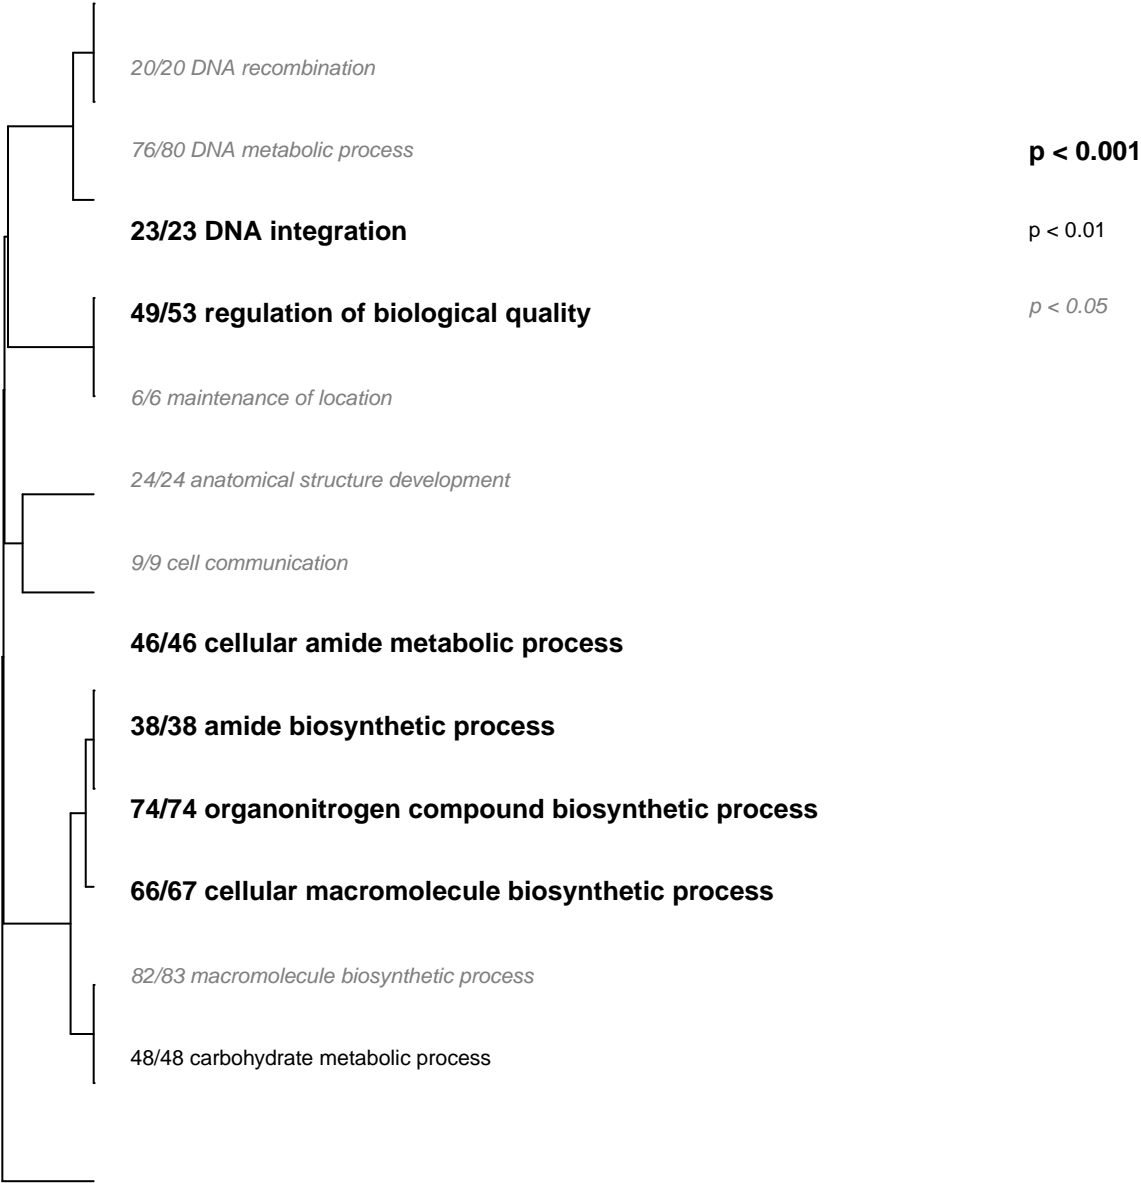 20/20 DNA recombination
76/80 DNA metabolic process
p < 0.001
23/23 DNA integration
p < 0.01
49/53 regulation of biological quality
p < 0.05
6/6 maintenance of location
24/24 anatomical structure development
9/9 cell communication
46/46 cellular amide metabolic process
38/38 amide biosynthetic process
74/74 organonitrogen compound biosynthetic process
66/67 cellular macromolecule biosynthetic process
82/83 macromolecule biosynthetic process
48/48 carbohydrate metabolic process